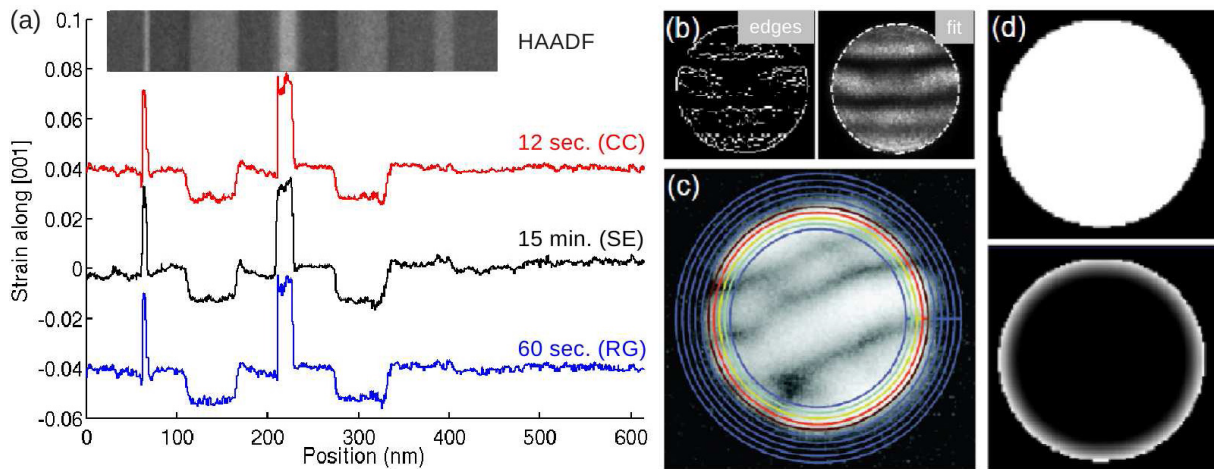 (a)
HAADF
0.1
0.08
0.06
0.04
0.02
0
-0.02
-0.04
-0.06
Strain along [001]
12 sec. (CC)
15 min. (SE)
60 sec. (RG)
0 100 200 300 400 500 600
Position (nm)
(b)
edges
fit
(c)
(d)